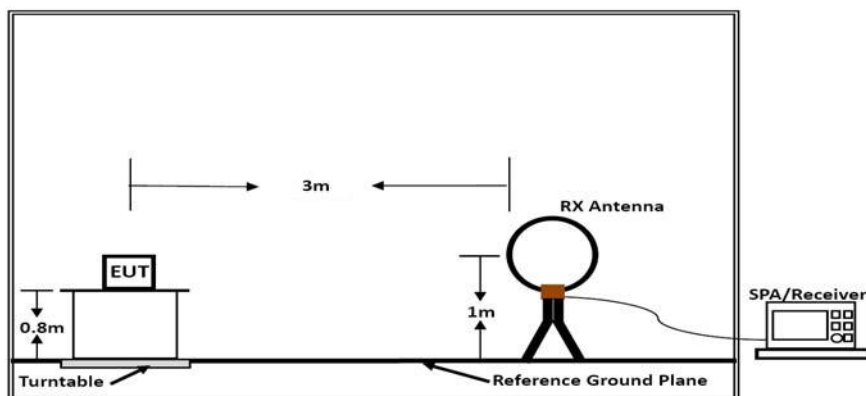 3m
RX Antenna
EUT
SPA/Receiver
0.8m
1m
Turntable
Reference Ground Plane